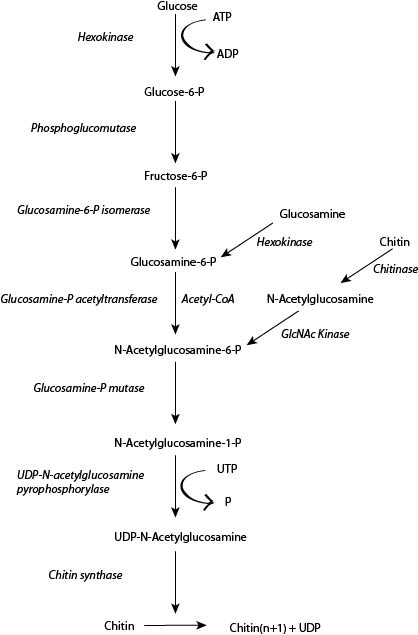 Glucose
ATP
Hexokinase
ADP
Glucose-6-P
Phosphoglucomutase
Fructose-6-P
Glucosamine-6-P isomerase
Glucosamine
Hexokinase
Chitin
Glucosamine-6-P
Chitinase
Glucosamine-P acetyltransferase
Acetyl-CoA
N-Acetylglucosamine
GlcNAc Kinase
N-Acetylglucosamine-6-P
Glucosamine-P mutase
N-Acetylglucosamine-1-P
UDP-N-acetylglucosamine
pyrophosphorylase
UTP
P
UDP-N-Acetylglucosamine
Chitin synthase
Chitin
Chitin(n+1) + UDP